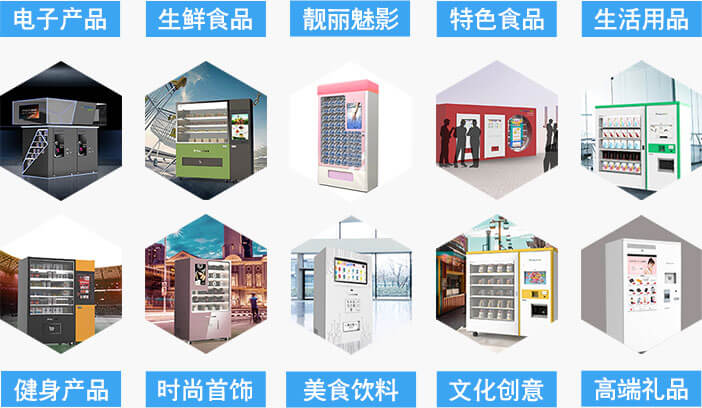 电子产品
生鲜食品
靓丽魅影
特色食品
生活用品
健身产品
时尚首饰
美食饮料
文化创意
高端礼品